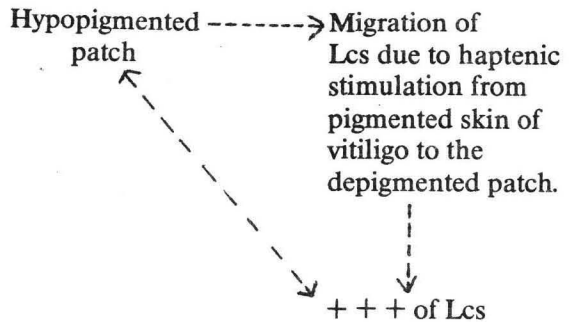 Hypopigmented
patch
Migration of
Lcs due to haptenic
stimulation from
pigmented skin of
vitiligo to the
depigmented patch.
+ + + of Lcs